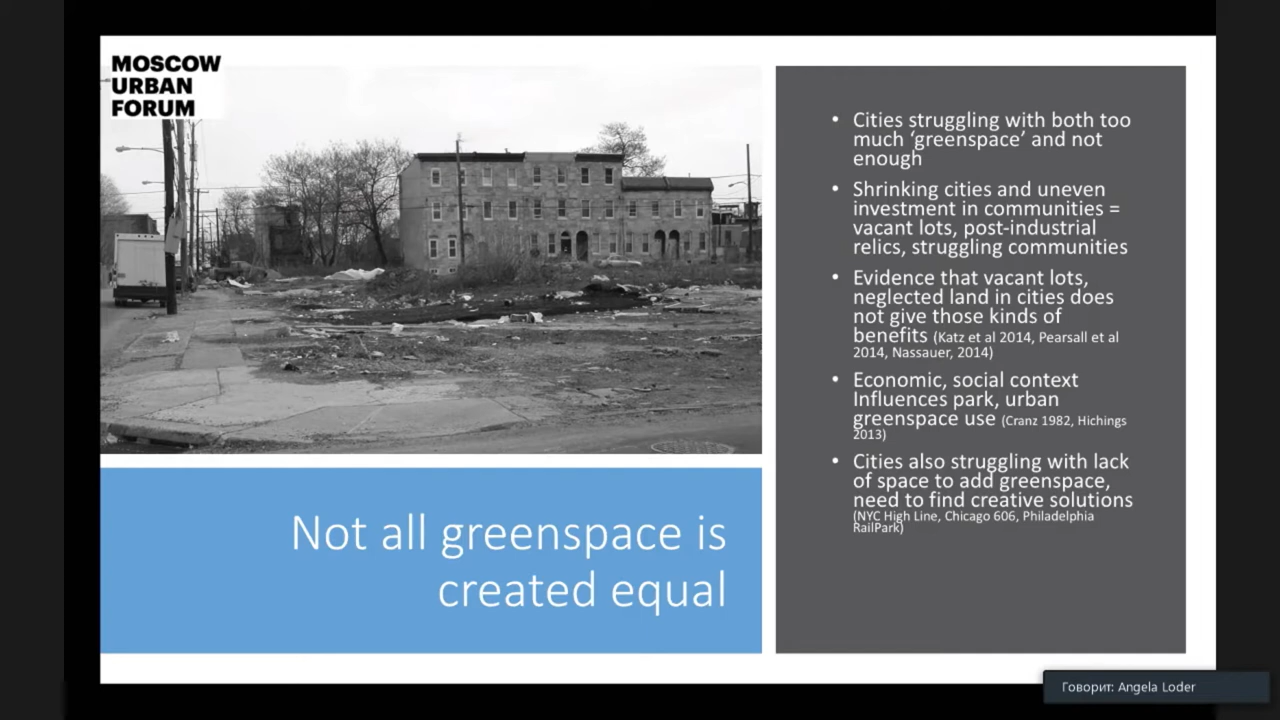 MOSCOW
URBAN
FORUM
Not all greenspace is
created equal
• Cities struggling with both too
much ‘greenspace’ and not
enough
• Shrinking cities and uneven
investment in communities =
vacant lots, post-industrial
relics, struggling communities
• Evidence that vacant lots,
neglected land in cities does
not give those kinds of
benefits (Katz et al 2014, Pearsall et al
2014, Nassauer, 2014)
• Economic, social context
Influences park, urban
greenspace use (Cranz 1982, Hichings
2013)
• Cities also struggling with lack
of space to add greenspace,
need to find creative solutions
(NYC High Line, Chicago 606, Philadelphia
RailPark)
Говорит: Angela Loder